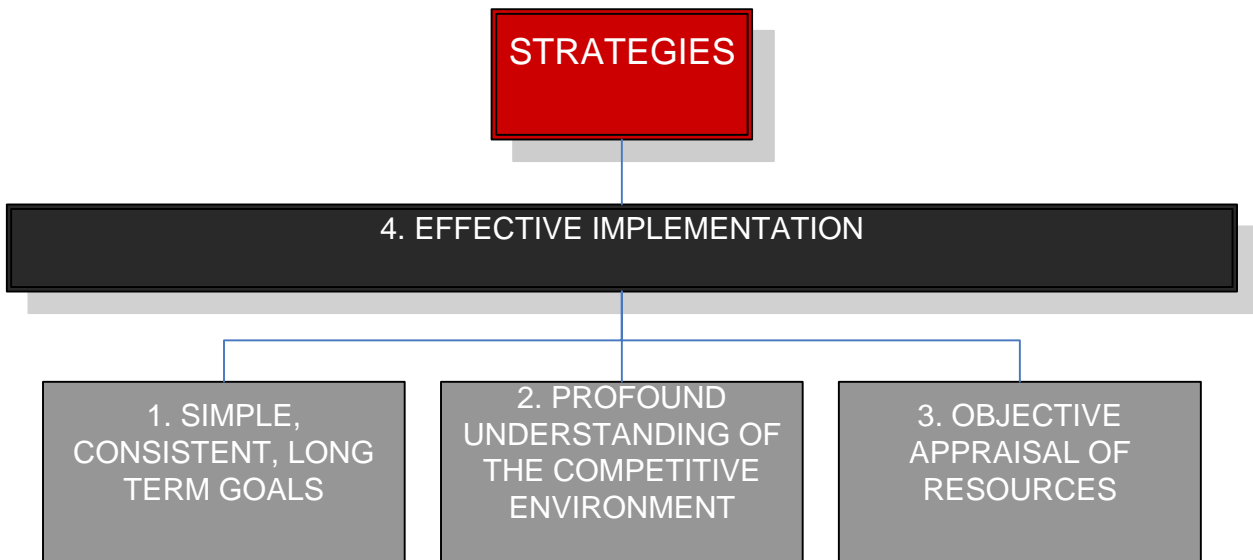 STRATEGIES
4. EFFECTIVE IMPLEMENTATION
1. SIMPLE,
CONSISTENT, LONG
TERM GOALS
2. PROFOUND
UNDERSTANDING OF
THE COMPETITIVE
ENVIRONMENT
3. OBJECTIVE
APPRAISAL OF
RESOURCES